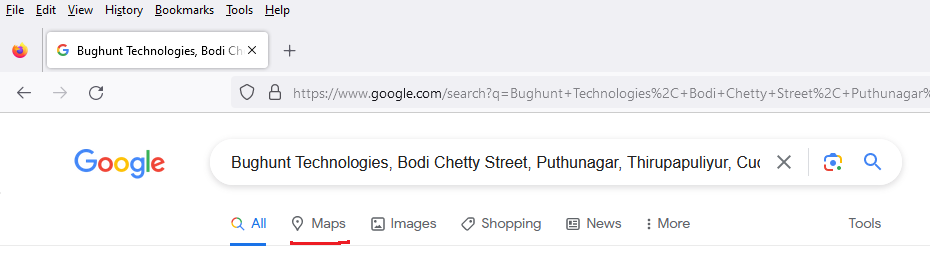 File Edit View History Bookmarks Tools Help
Bughunt Technologies, Bodi Ch
https://www.google.com/search?q=Bughunt+Technologies%2C+Bodi+Chetty+Street%2C+Puthunagar%
Google Bughunt Technologies, Bodi Chetty Street, Puthunagar, Thirupapuliyur, Cuc
All Maps Images Shopping News More Tools